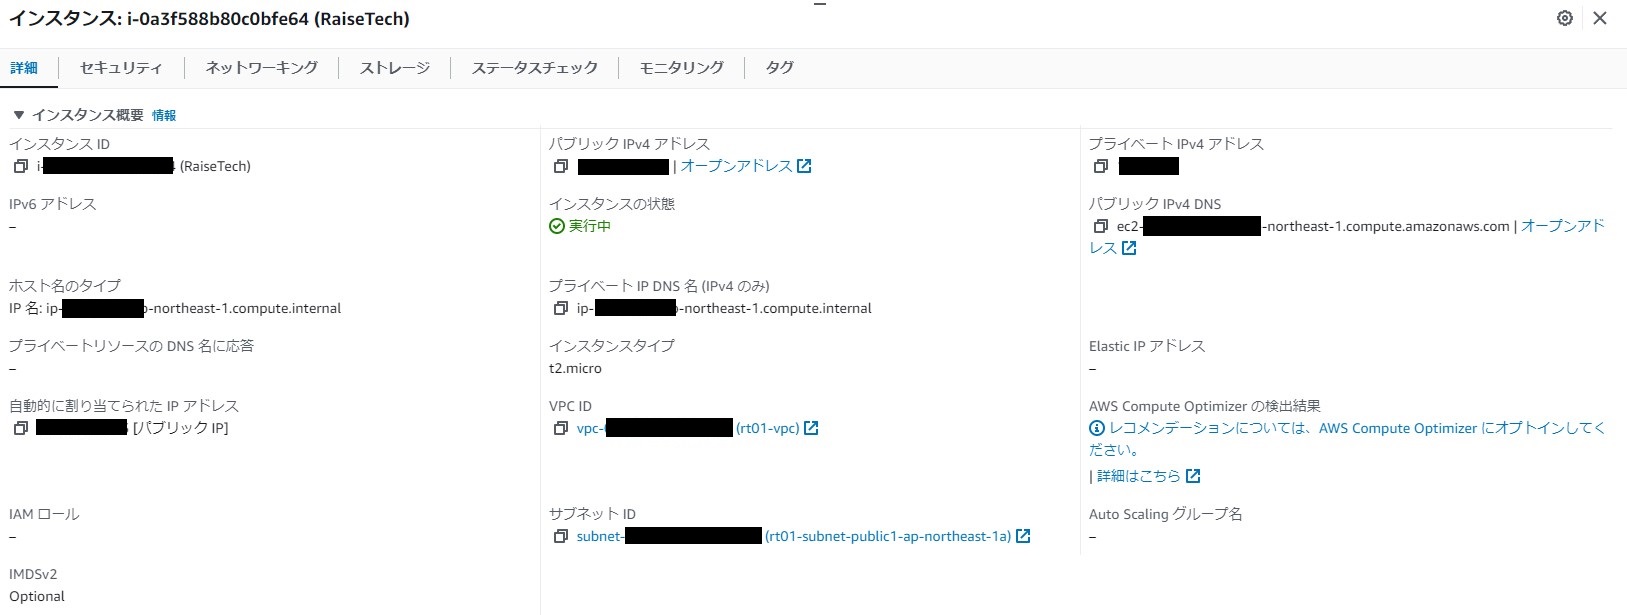 インスタンス: i-0a3f588b80c0bfe64 (RaiseTech)
詳細
セキュリティ
ネットワーキング
ストレージ
ステータスチェック
モニタリング
タグ
▼ インスタンス概要 情報
インスタンス ID
i- (RaiseTech)
パブリック IPv4 アドレス
| オープンアドレス
プライベート IPv4 アドレス
IPv6 アドレス
–
インスタンスの状態
実行中
パブリック IPv4 DNS
ec2- -northeast-1.compute.amazonaws.com | オープンアド
レス
ホスト名のタイプ
IP 名: ip- -northeast-1.compute.internal
プライベート IP DNS 名 (IPv4 のみ)
ip- -northeast-1.compute.internal
プライベートリソースの DNS 名に応答
–
インスタンスタイプ
t2.micro
Elastic IP アドレス
–
自動的に割り当てられた IP アドレス
[パブリック IP]
VPC ID
vpc- (rt01-vpc)
AWS Compute Optimizer の検出結果
レコメンデーションについては、AWS Compute Optimizer にオプトインしてく
ださい。
| 詳細はこちら
IAM ロール
–
サブネット ID
subnet- (rt01-subnet-public1-ap-northeast-1a)
Auto Scaling グループ名
–
IMDSv2
Optional